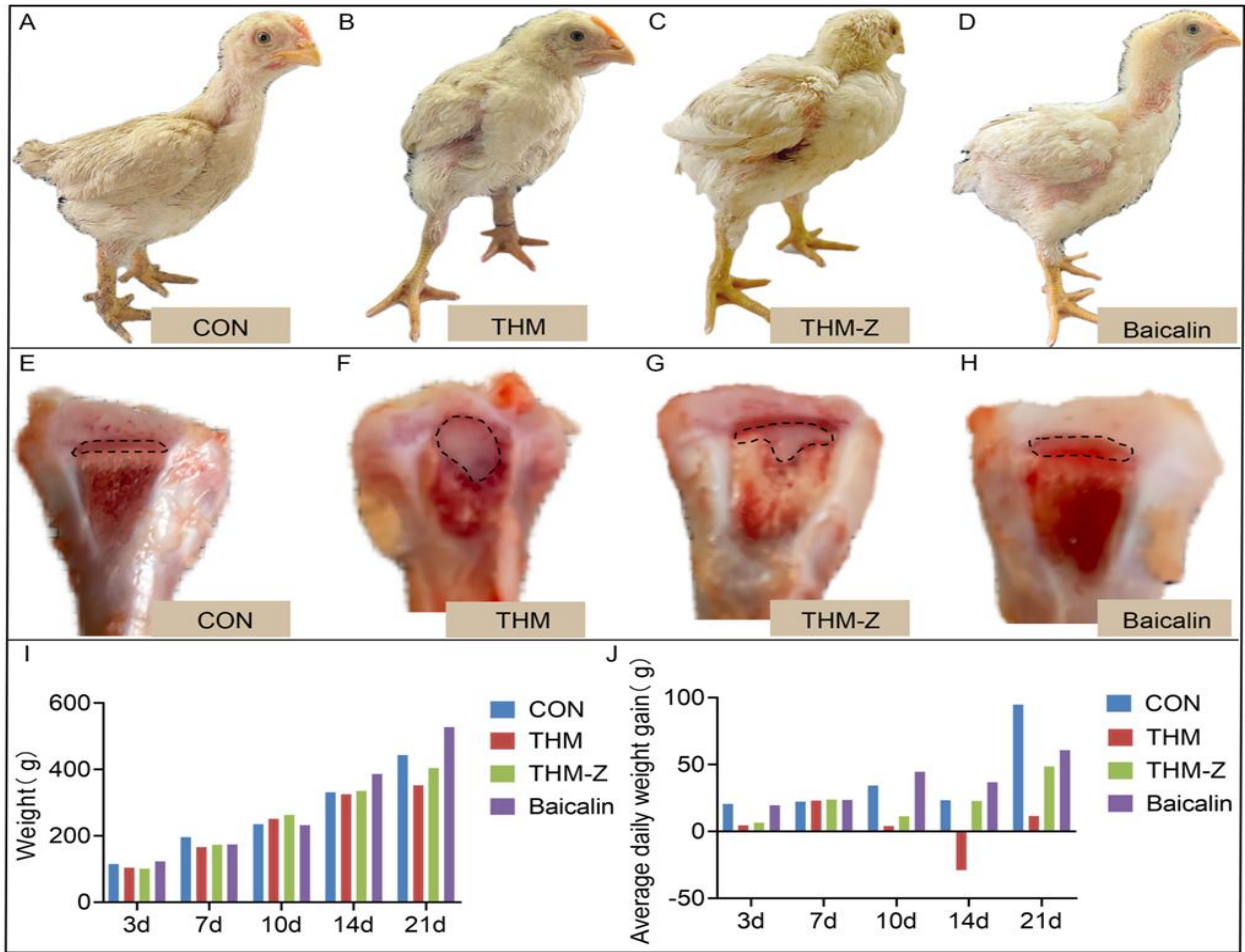 A
B
C
D
CON
THM
THM-Z
Baicalin
E
F
G
H
CON
THM
THM-Z
Baicalin
I
Weight( g)
600
400
200
0
3d
7d
10d
14d
21d
CON
THM
THM-Z
Baicalin
J
Average daily weight gain( g)
100
50
0
-50
3d
7d
10d
14d
21d
CON
THM
THM-Z
Baicalin